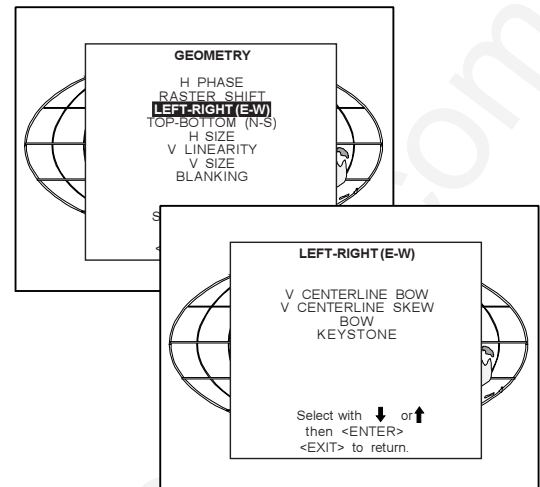 GEOMETRY
H PHASE
RASTER SHIFT
LEFT-RIGHT (E-W)
TOP-BOTTOM (N-S)
H SIZE
V LINEARITY
V SIZE
BLANKING
LEFT-RIGHT (E-W)
V CENTERLINE BOW
V CENTERLINE SKEW
BOW
KEYSTONE
Select with ⬇ or ⬆
then <ENTER>
<EXIT> to return.